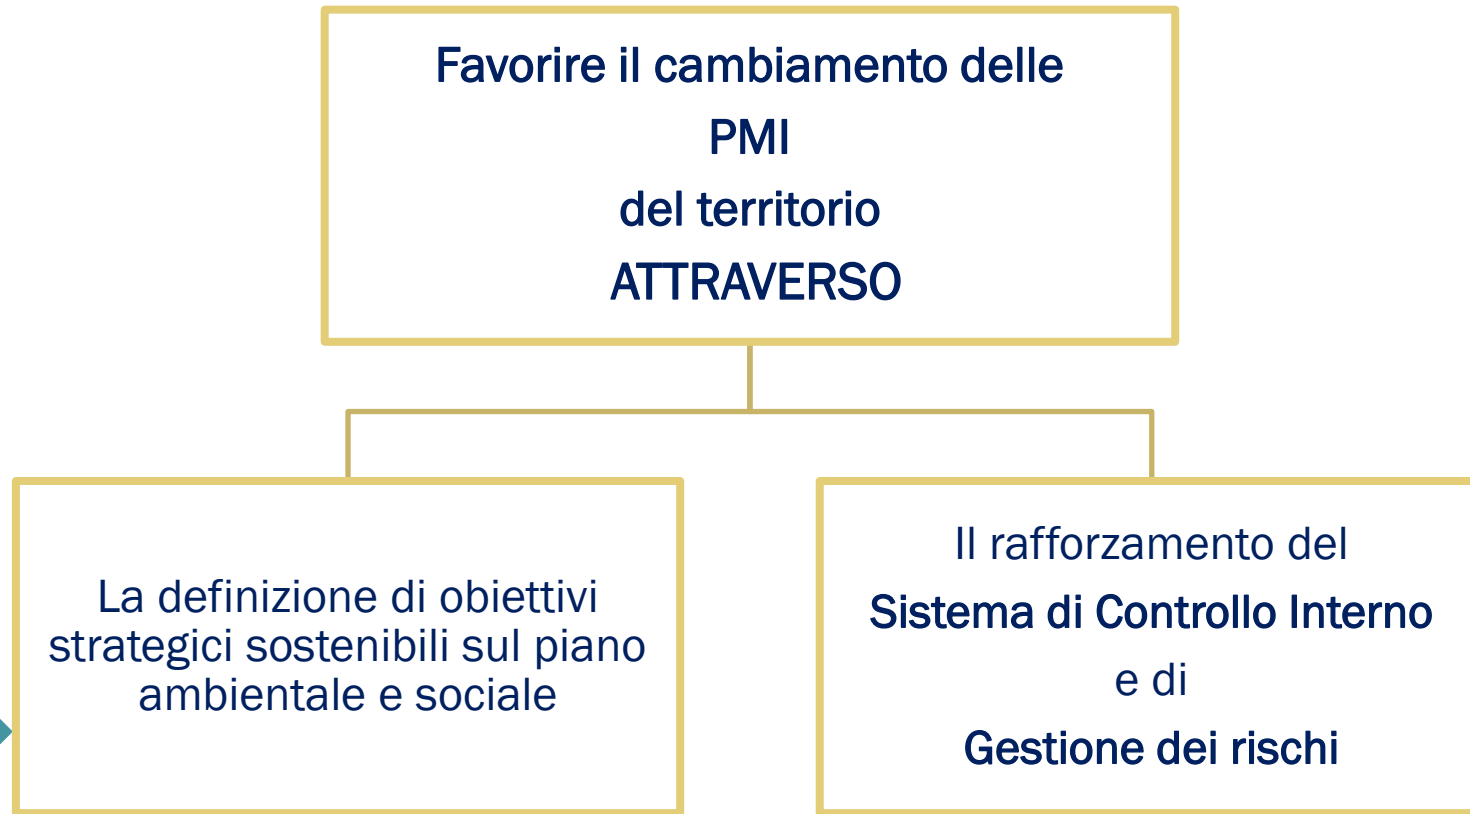 Favorire il cambiamento delle
PMI
del territorio
ATTRAVERSO
La definizione di obiettivi
strategici sostenibili sul piano
ambientale e sociale
Il rafforzamento del
Sistema di Controllo Interno
e di
Gestione dei rischi